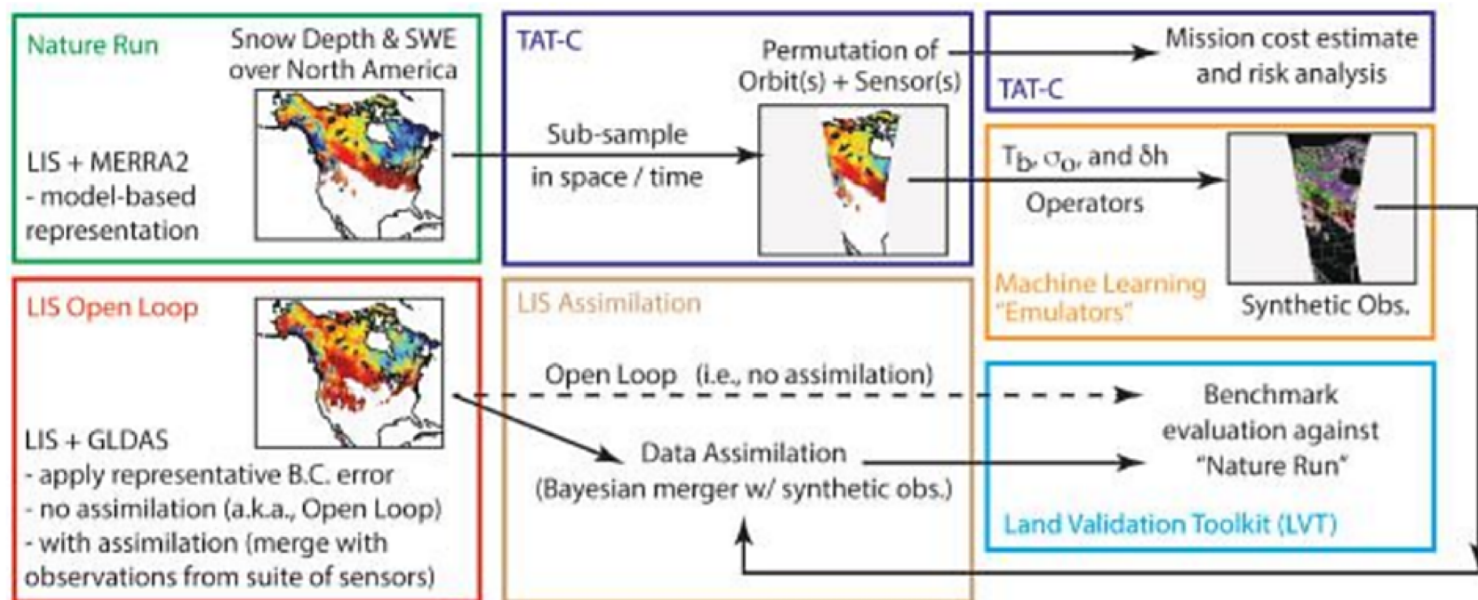 Nature Run
Snow Depth & SWE
over North America
LIS + MERRA2
- model-based
representation
TAT-C
Sub-sample
in space / time
Permutation of
Orbit(s) + Sensor(s)
Mission cost estimate
and risk analysis
TAT-C
Tb, σo, and δh
Operators
Machine Learning
"Emulators"
Synthetic Obs.
LIS Open Loop
LIS + GLDAS
- apply representative B.C. error
- no assimilation (a.k.a., Open Loop)
- with assimilation (merge with
observations from suite of sensors)
LIS Assimilation
Open Loop (i.e., no assimilation)
Data Assimilation
(Bayesian merger w/ synthetic obs.)
Benchmark
evaluation against
"Nature Run"
Land Validation Toolkit (LVT)